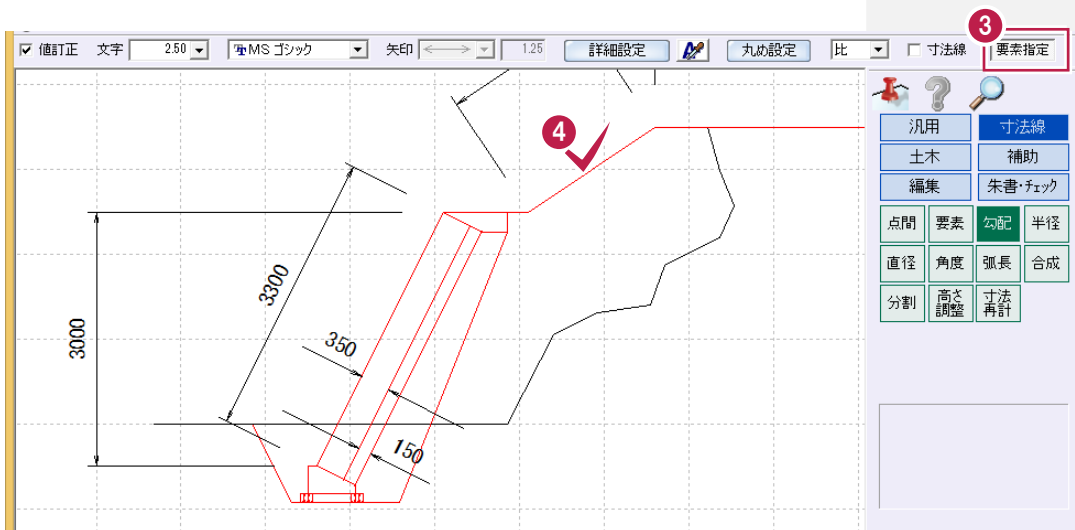 3
値訂正 文字 2.50 MS ゴシック 矢印 1.25 詳細設定 丸め設定 比 寸法線 要素指定
汎用 寸法線
土木 補助
編集 朱書・チェック
点間 要素 勾配 半径
直径 角度 弧長 合成
分割 高さ調整 寸法再計
4
3300
3000
350
150